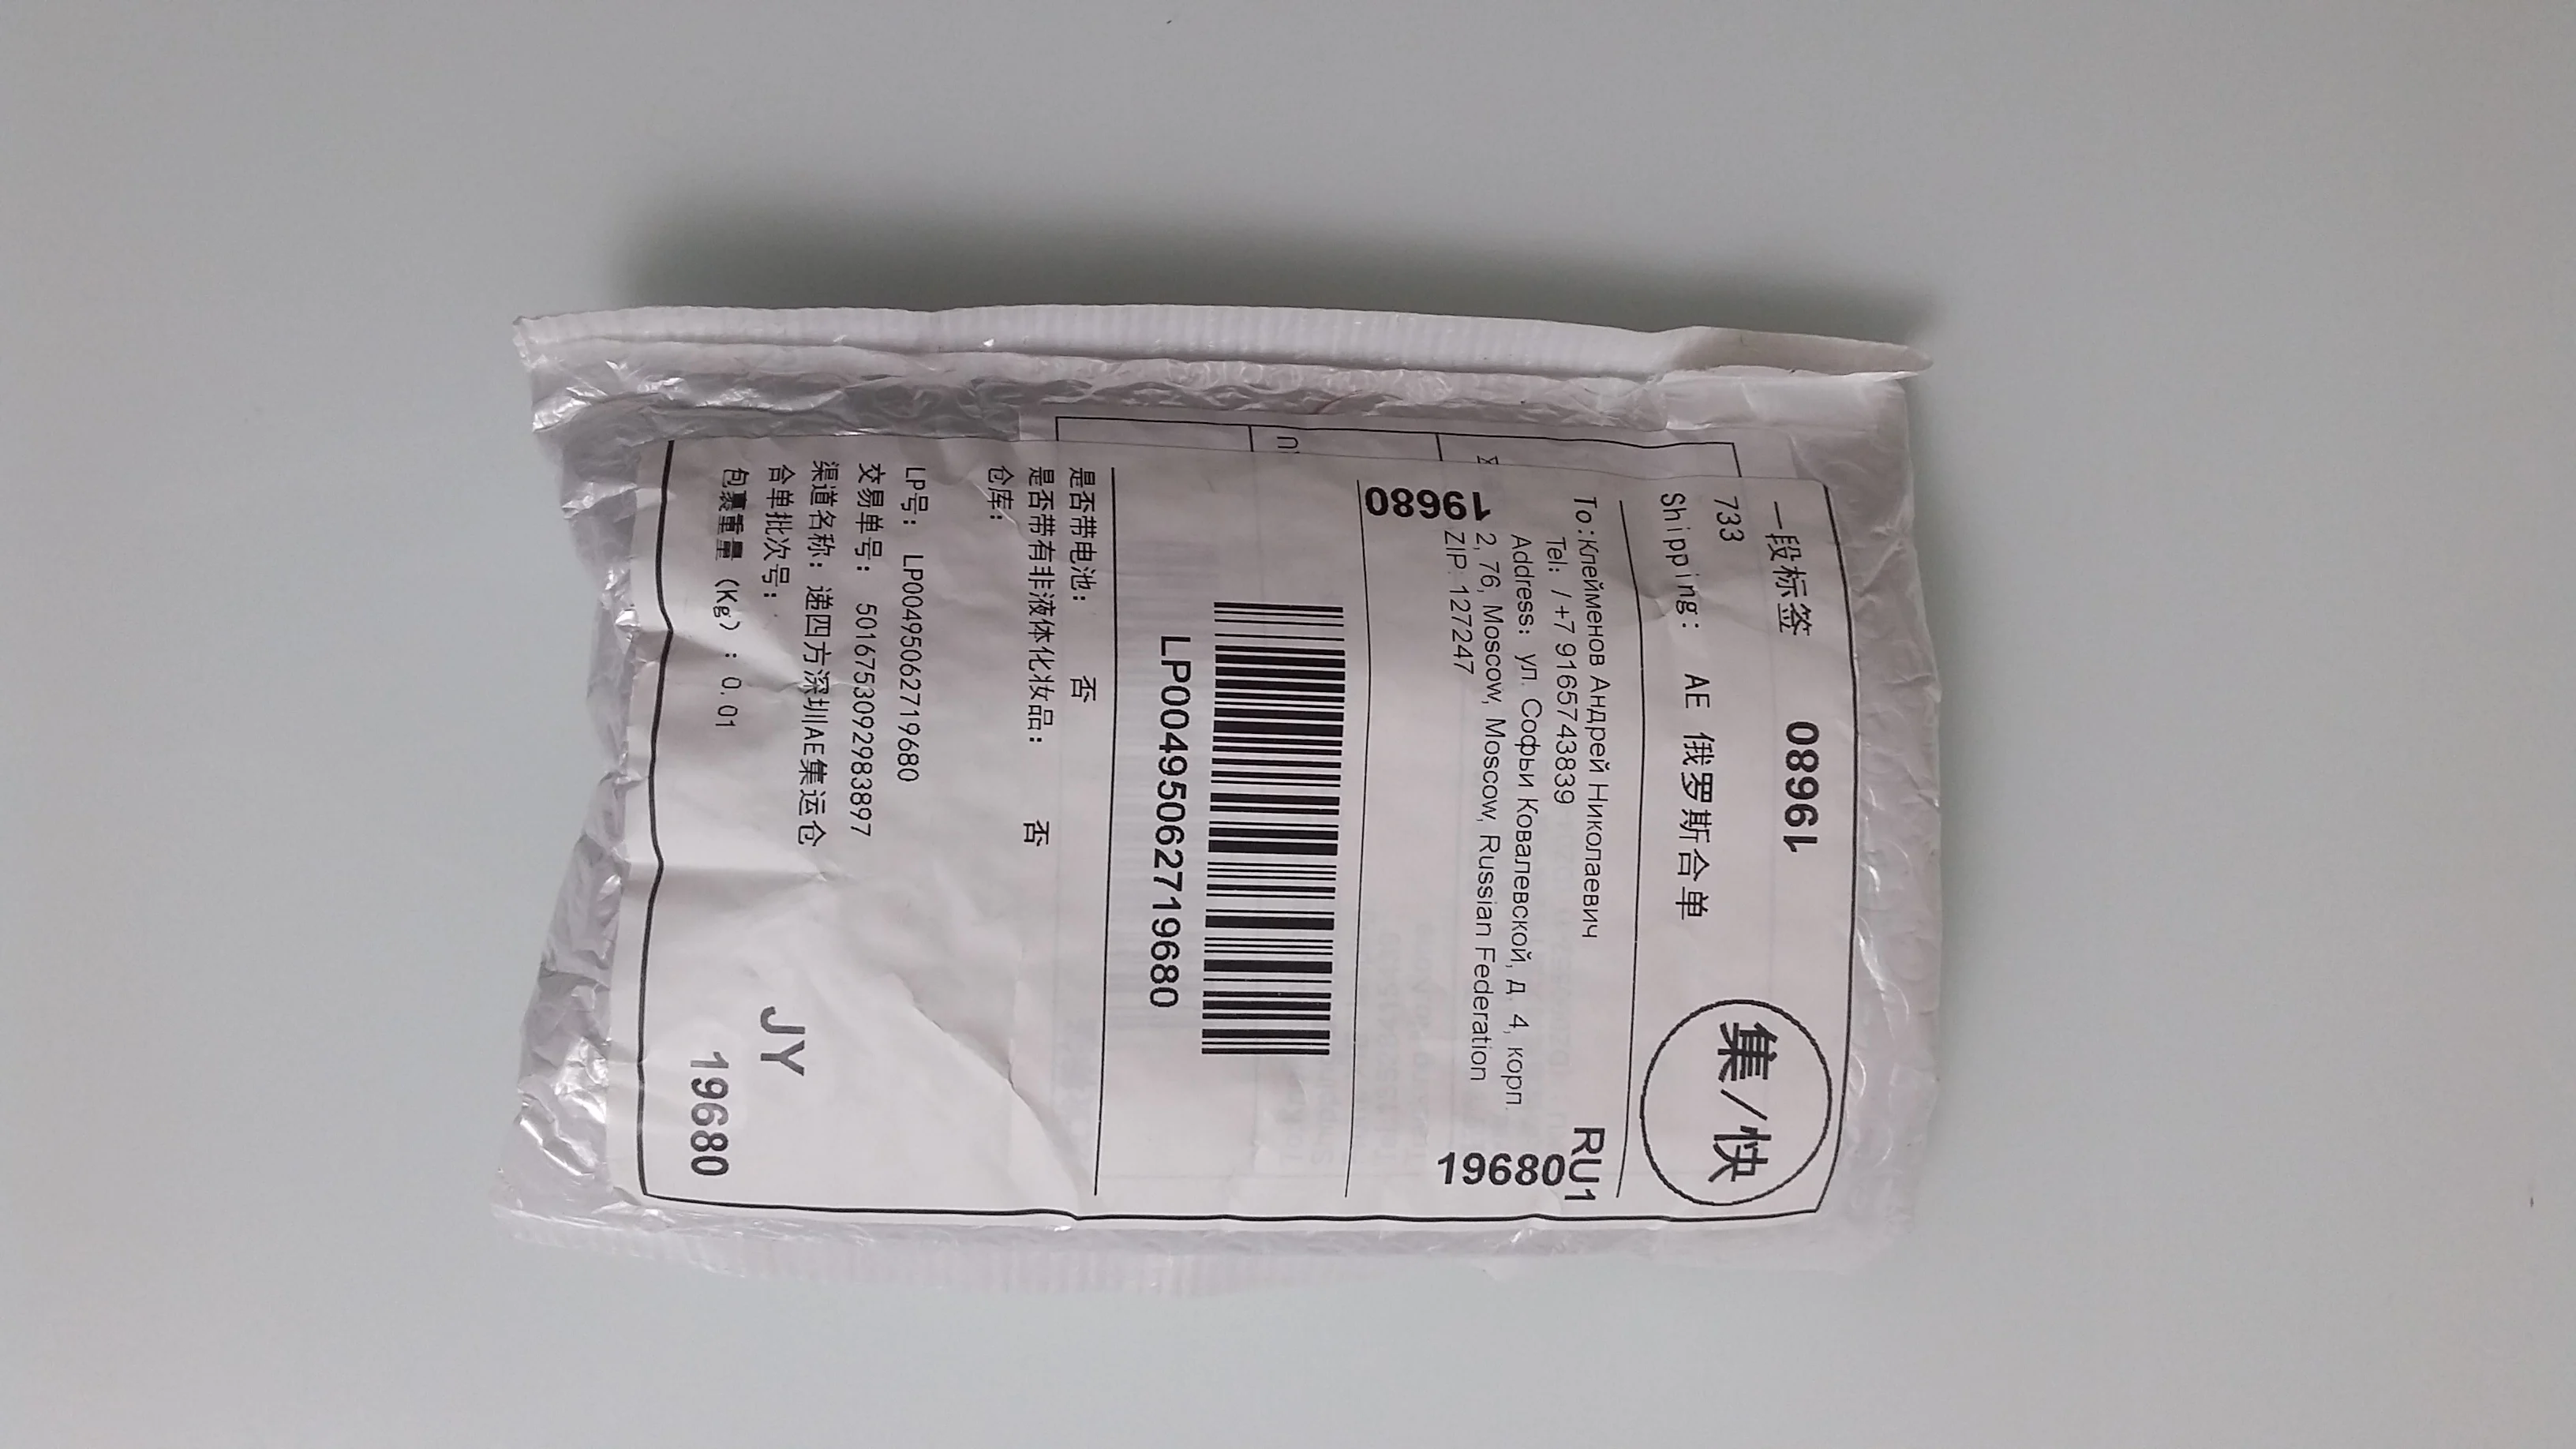 一段标签 19680
733
Shipping: AE 俄罗斯合单
集/快
To:Клейменов Андрей Николаевич
RU1
Tel: / +7 9165743839
Address: ул. Софьи Ковалевской, д. 4, корп.
2, 76, Moscow, Moscow, Russian Federation
ZIP: 127247
19680
19680
LP00495062719680
是否带电池: 否
是否带有非液体化妆品: 否
仓库:
LP号: LP00495062719680
交易单号: 5016753092983897
渠道名称: 递四方深圳AE集运仓
合单批次号:
包裹重量 (Kg) : 0.01
JY
19680